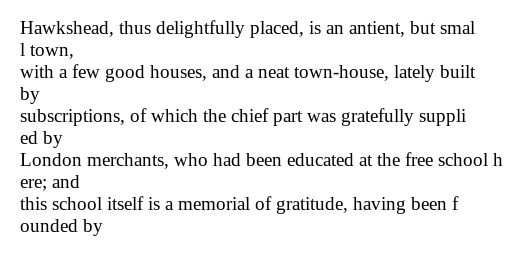 Hawkshead, thus delightfully placed, is an antient, but smal
l town,
with a few good houses, and a neat town-house, lately built
by
subscriptions, of which the chief part was gratefully suppli
ed by
London merchants, who had been educated at the free school h
ere; and
this school itself is a memorial of gratitude, having been f
ounded by